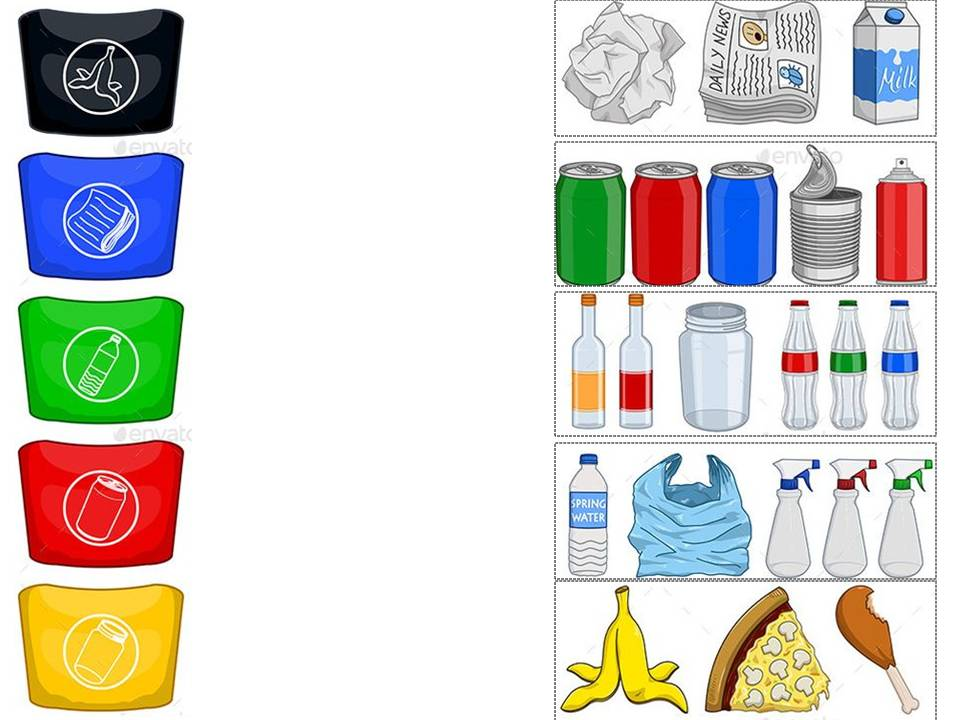 DAILY NEWS
Milk
envato
envato
envato
SPRING
WATER